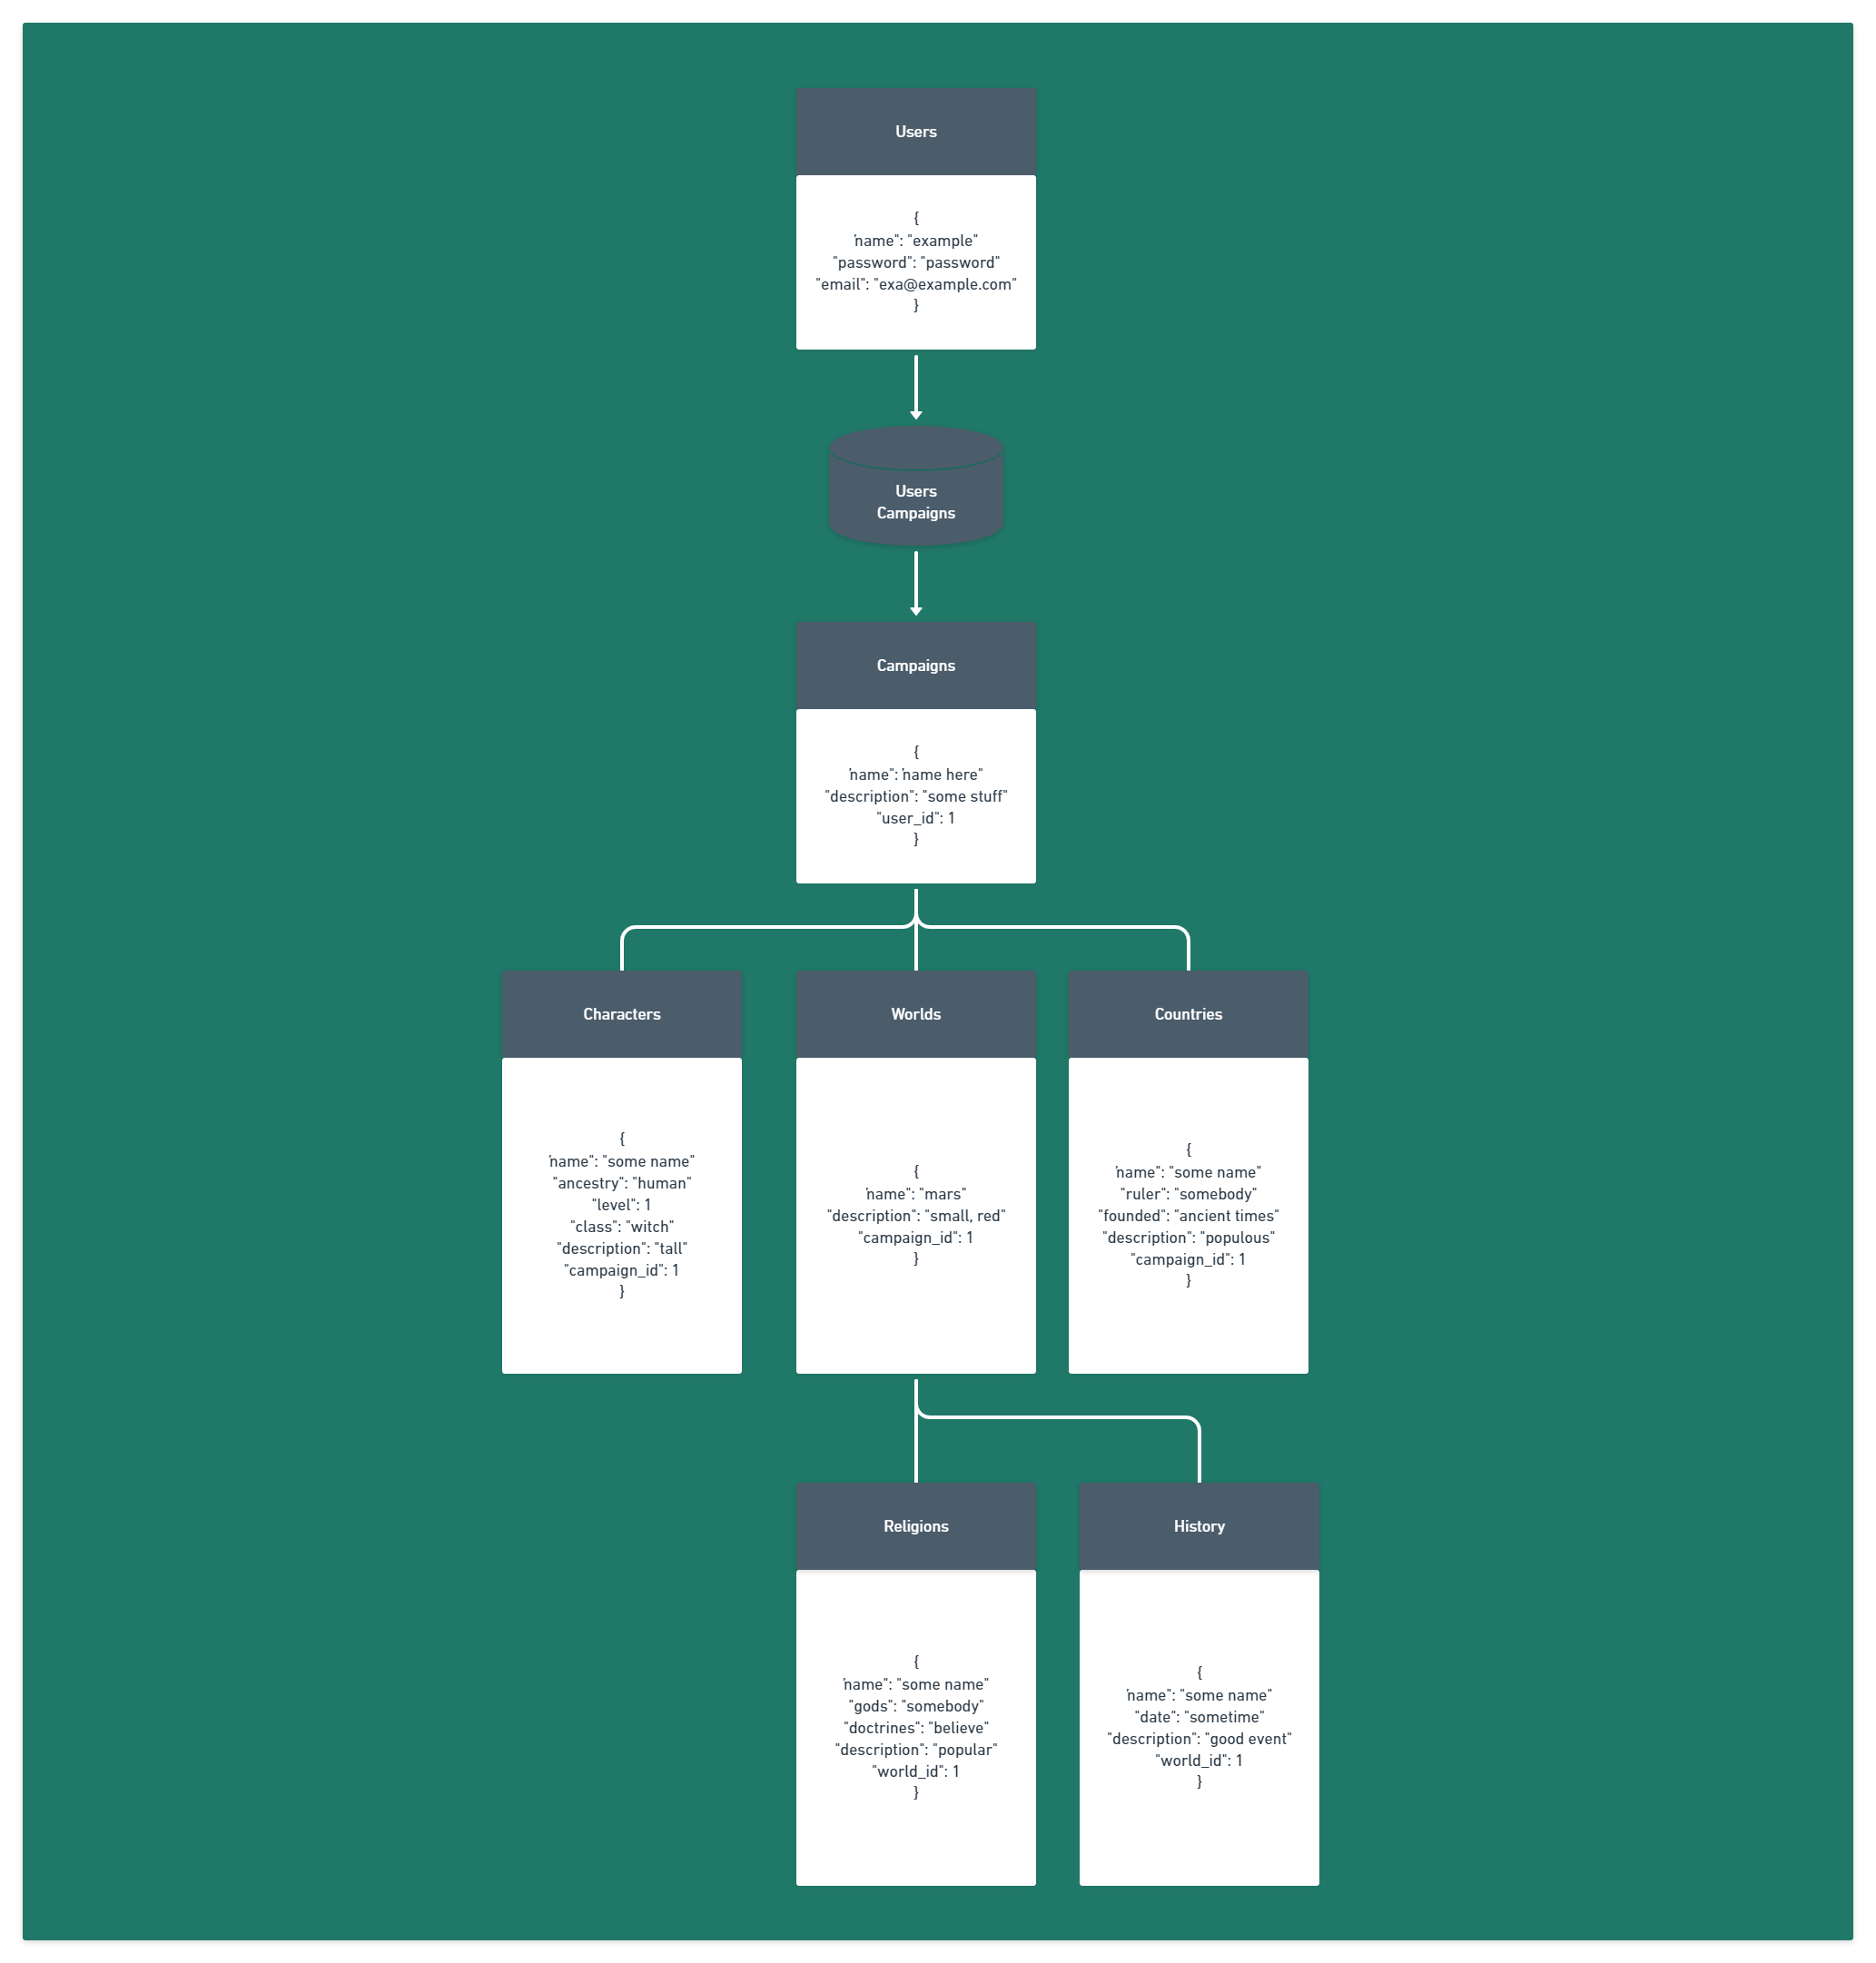 Users
{
"name": "example"
"password": "password"
"email": "exa@example.com"
}
Users
Campaigns
Campaigns
{
"name": "name here"
"description": "some stuff"
"user_id": 1
}
Characters
{
"name": "some name"
"ancestry": "human"
"level": 1
"class": "witch"
"description": "tall"
"campaign_id": 1
}
Worlds
{
"name": "mars"
"description": "small, red"
"campaign_id": 1
}
Countries
{
"name": "some name"
"ruler": "somebody"
"founded": "ancient times"
"description": "populous"
"campaign_id": 1
}
Religions
{
"name": "some name"
"gods": "somebody"
"doctrines": "believe"
"description": "popular"
"world_id": 1
}
History
{
"name": "some name"
"date": "sometime"
"description": "good event"
"world_id": 1
}